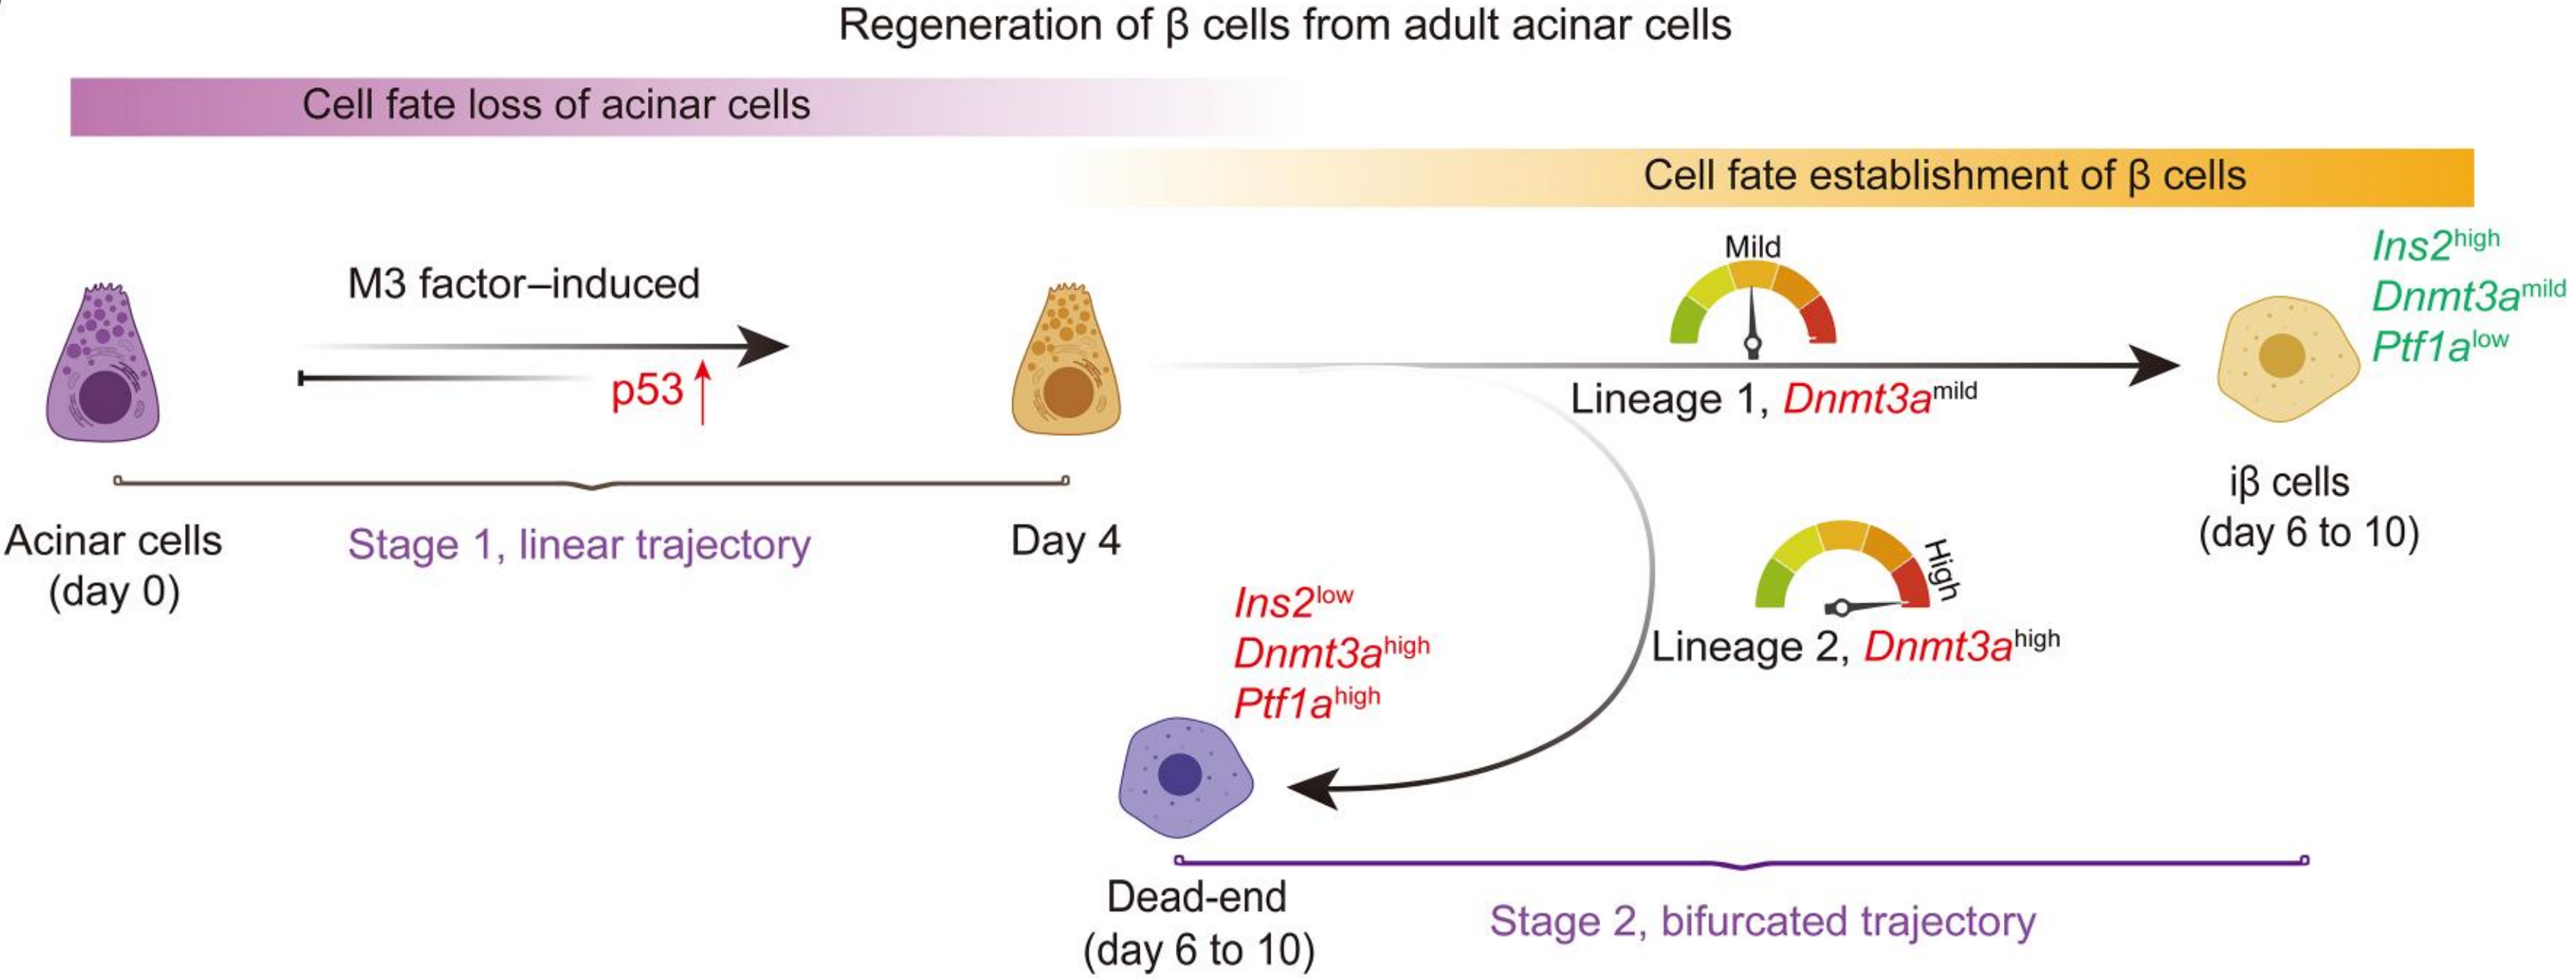 Regeneration of β cells from adult acinar cells
Cell fate loss of acinar cells
Cell fate establishment of β cells
M3 factor–induced
p53
Acinar cells
(day 0)
Stage 1, linear trajectory
Day 4
Mild
Lineage 1, Dnmt3amild
Ins2high
Dnmt3amild
Ptf1alow
iβ cells
(day 6 to 10)
High
Lineage 2, Dnmt3ahigh
Ins2low
Dnmt3ahigh
Ptf1ahigh
Dead-end
(day 6 to 10)
Stage 2, bifurcated trajectory